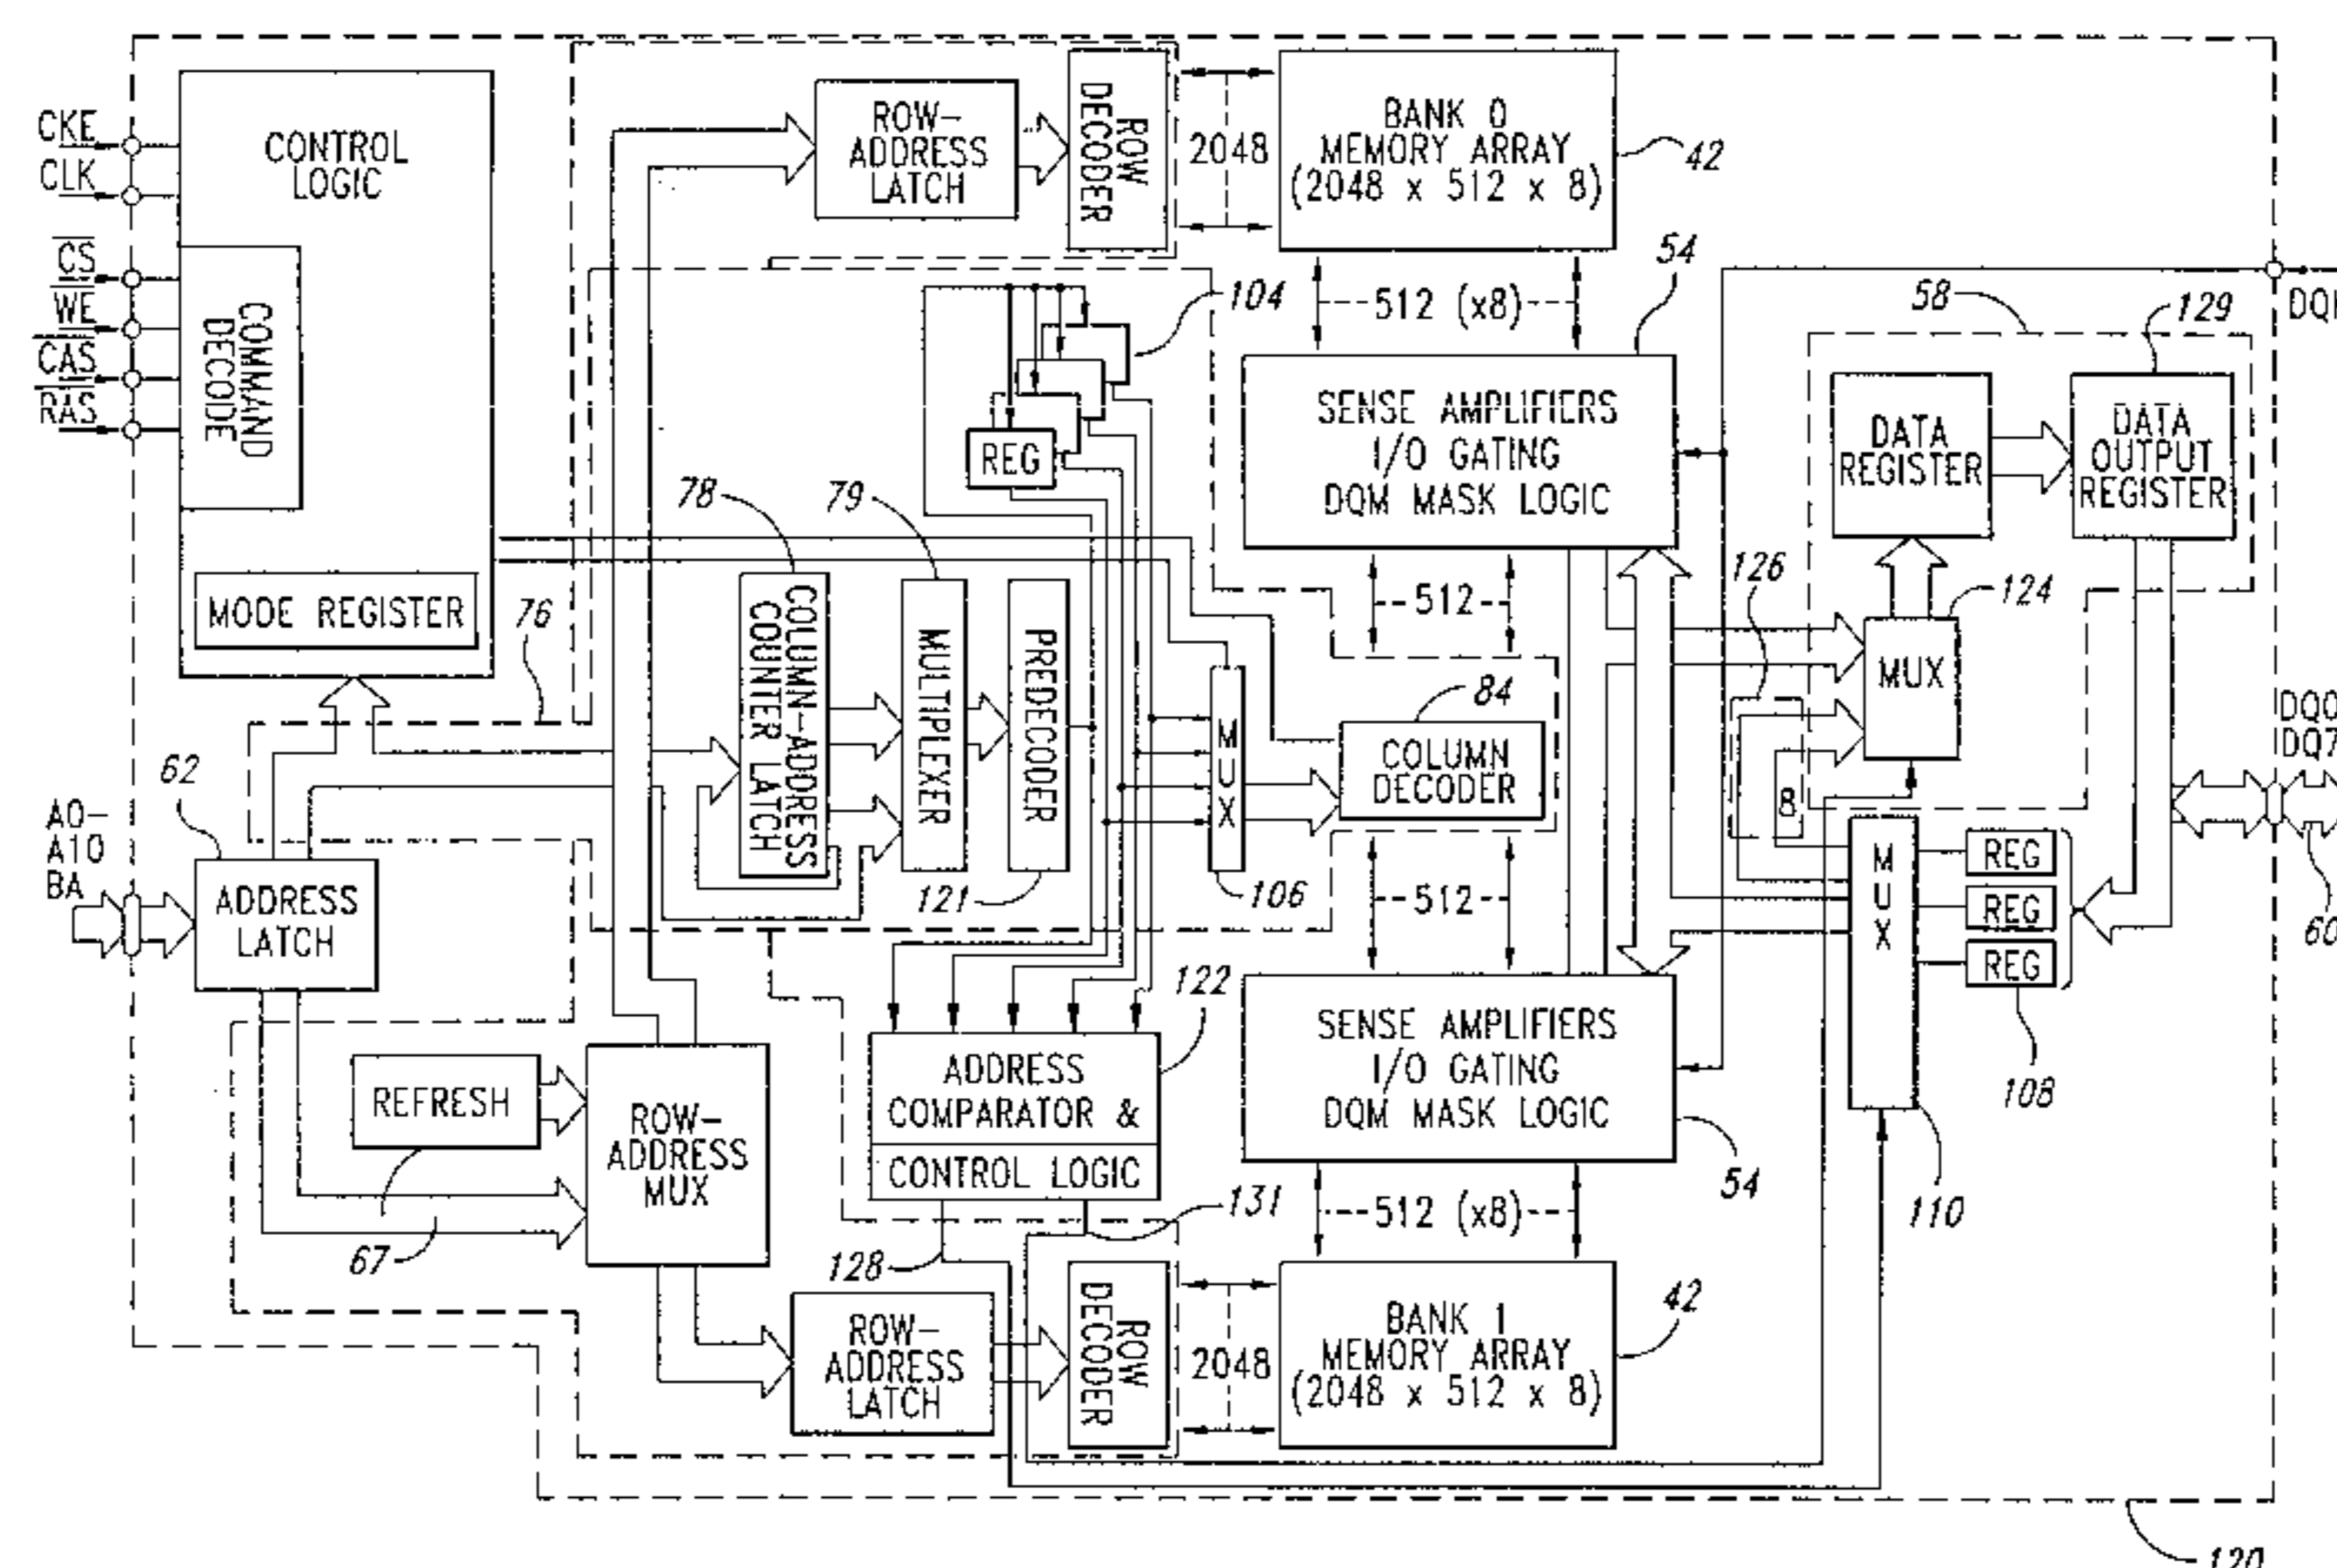 CKE
CLK
CS
WE
CAS
RAS
CONTROL
LOGIC
COMMAND
DECODE
MODE REGISTER
76
62
A0-
A10
BA
ADDRESS
LATCH
REFRESH
67
ROW-
ADDRESS
MUX
ROW-
ADDRESS
LATCH
ROW
DECODER
2048
BANK 0
MEMORY ARRAY
(2048 x 512 x 8)
42
104
REG
512 (x8)
54
SENSE AMPLIFIERS
I/O GATING
DQM MASK LOGIC
58
129
DATA
REGISTER
DATA
OUTPUT
REGISTER
78
79
COLUMN-ADDRESS
COUNTER LATCH
MULTIPLEXER
PREDECODER
121
MUX
106
512
84
COLUMN
DECODER
512
126
124
MUX
8
MUX
REG
REG
REG
108
110
60
122
ADDRESS
COMPARATOR &
CONTROL LOGIC
128
131
SENSE AMPLIFIERS
I/O GATING
DQM MASK LOGIC
54
512 (x8)
ROW-
ADDRESS
LATCH
ROW
DECODER
2048
BANK 1
MEMORY ARRAY
(2048 x 512 x 8)
42
120